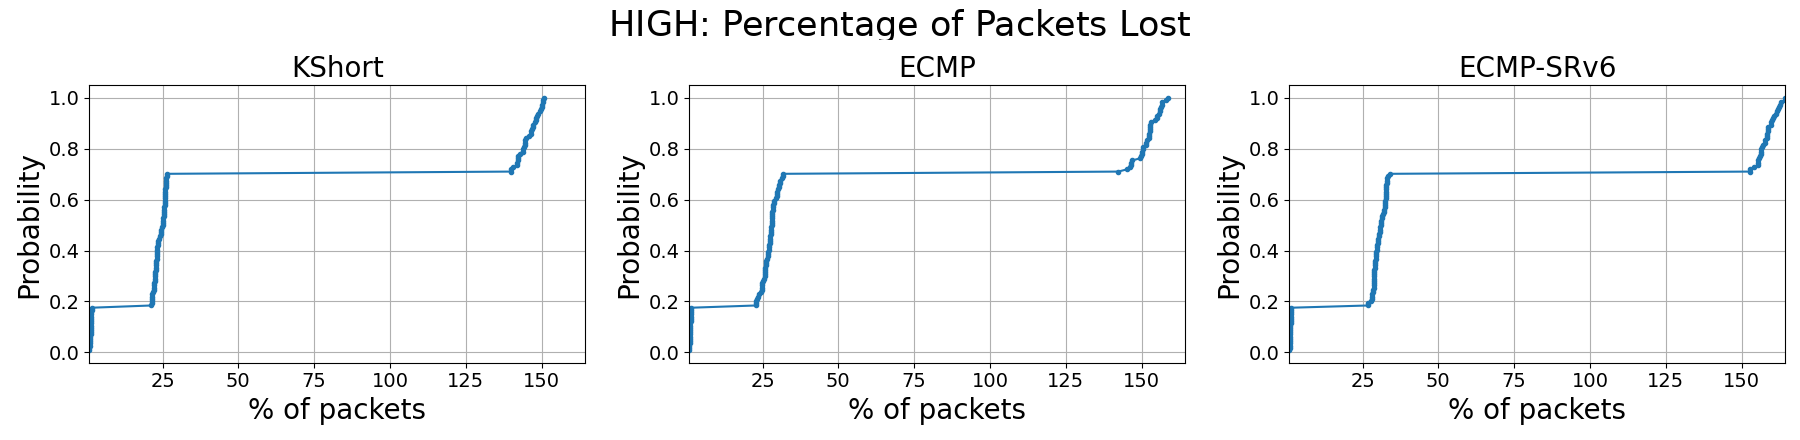 HIGH: Percentage of Packets Lost
KShort
ECMP
ECMP-SRv6
Probability
1.0
0.8
0.6
0.4
0.2
0.0
25 50 75 100 125 150
% of packets
Probability
1.0
0.8
0.6
0.4
0.2
0.0
25 50 75 100 125 150
% of packets
Probability
1.0
0.8
0.6
0.4
0.2
0.0
25 50 75 100 125 150
% of packets